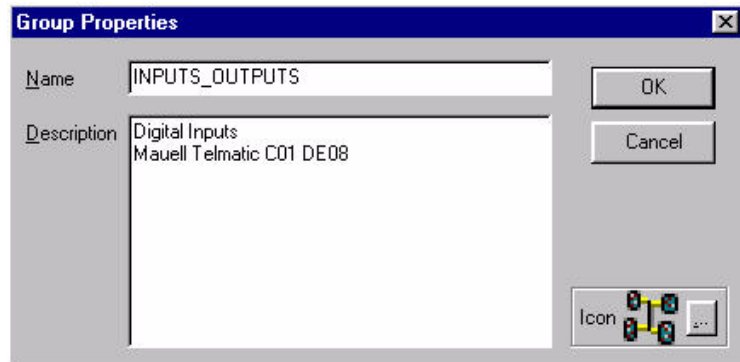 Group Properties
Name INPUTS_OUTPUTS
OK
Description Digital Inputs
Mauell Telmatic C01 DE08
Cancel
Icon ...